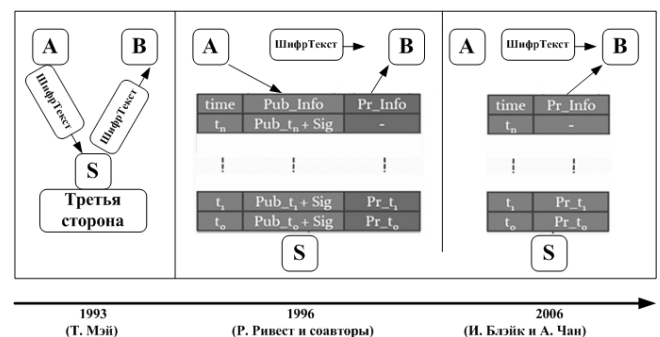 A
B
ШифрТекст
ШифрТекст
S
Третья
сторона
A
ШифрТекст
B
time Pub_Info Pr_Info
tn Pub_tn + Sig -
t1 Pub_t1 + Sig Pr_t1
to Pub_to + Sig Pr_to
S
A
ШифрТекст
B
time Pr_Info
tn -
t1 Pr_t1
to Pr_to
S
1993
(Т. Мэй)
1996
(Р. Ривест и соавторы)
2006
(И. Блэйк и А. Чан)